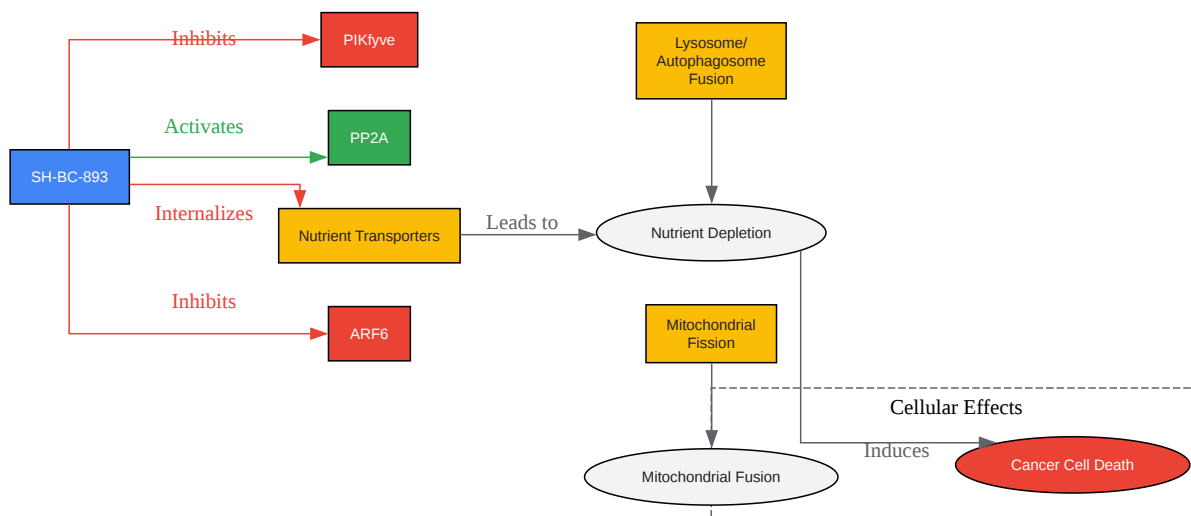 Inhibits
PIKfyve
Lysosome/
Autophagosome
Fusion
Activates
PP2A
SH-BC-893
Internalizes
Nutrient Transporters
Leads to
Nutrient Depletion
Inhibits
ARF6
Mitochondrial
Fission
Cellular Effects
Induces
Cancer Cell Death
Mitochondrial Fusion